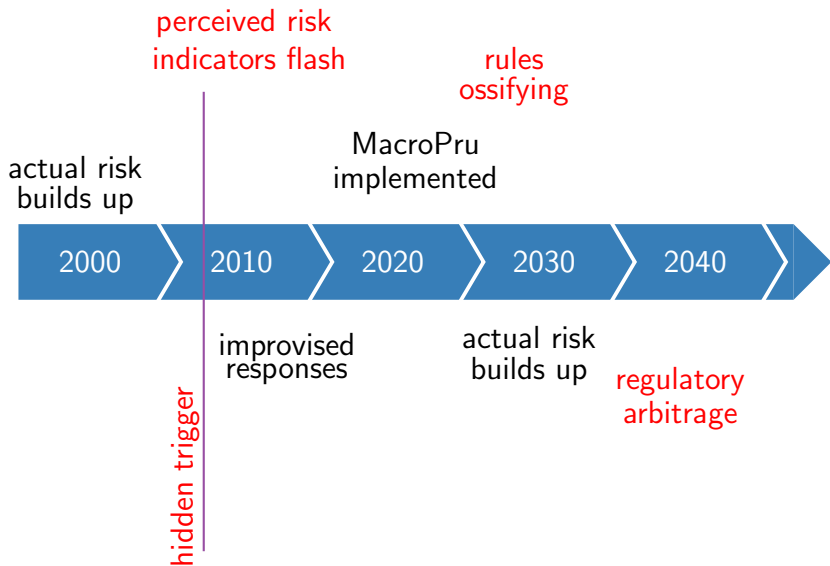 perceived risk
indicators flash
rules
ossifying
MacroPru
implemented
actual risk
builds up
2000
2010
2020
2030
2040
improvised
responses
actual risk
builds up
regulatory
arbitrage
hidden trigger